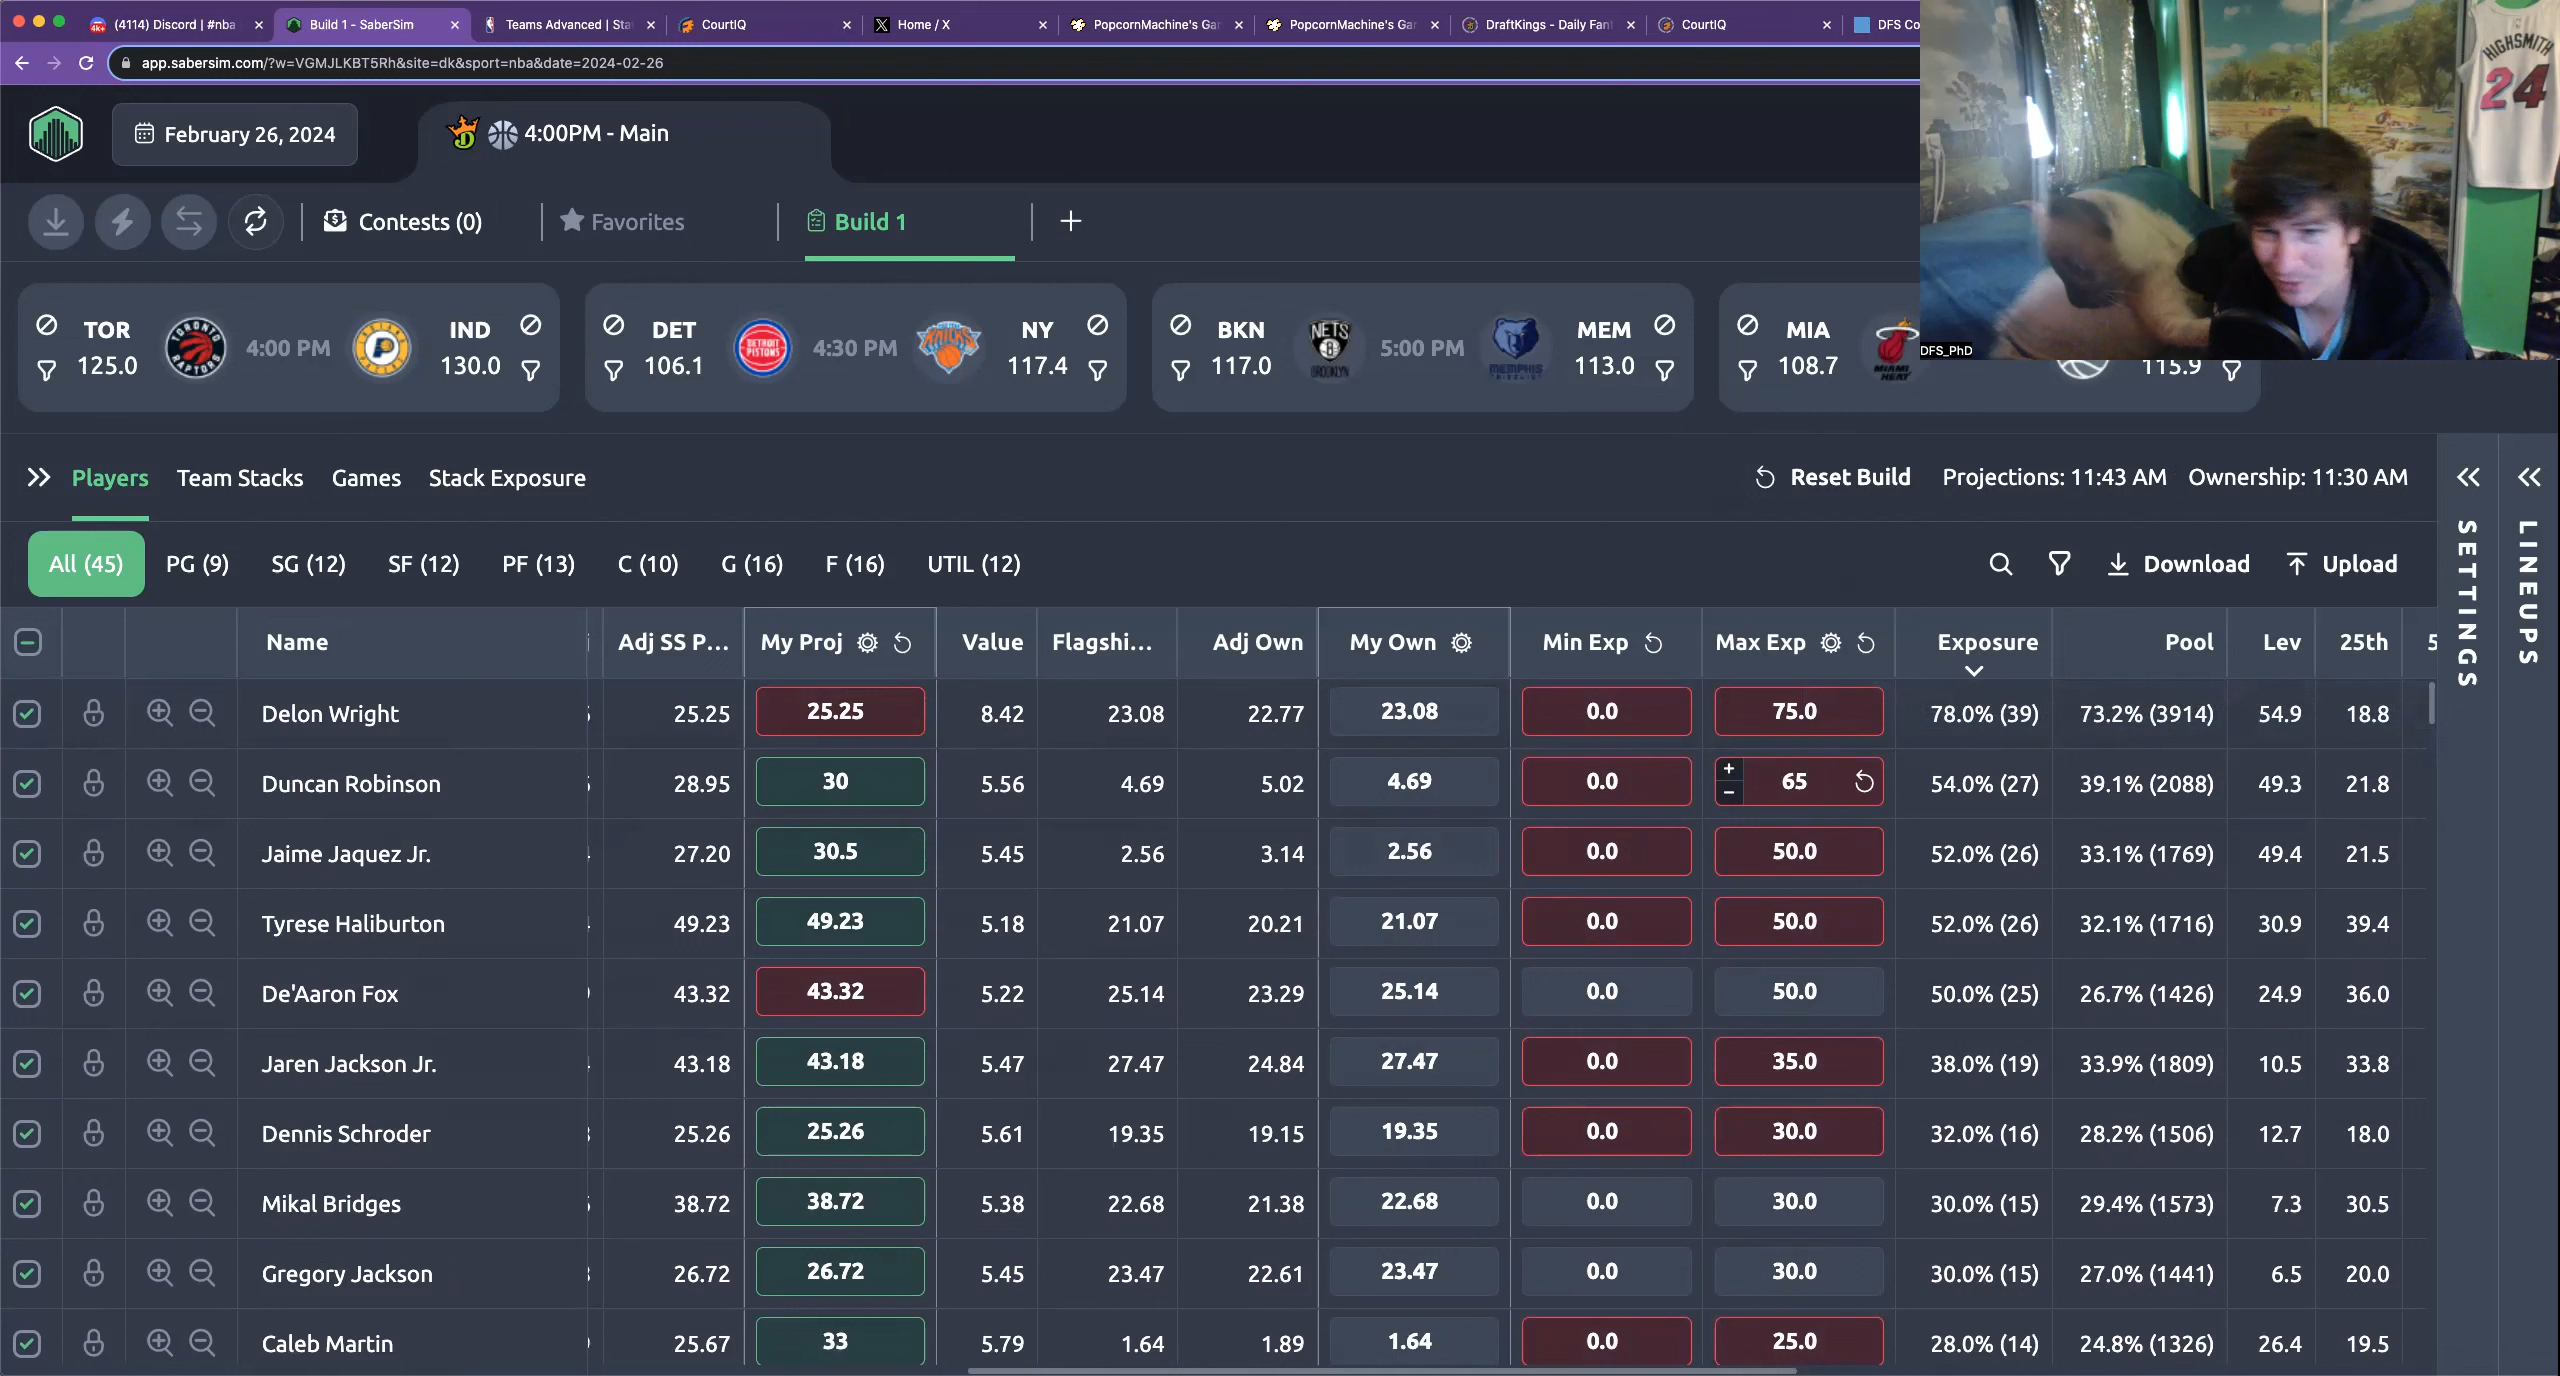 (4114) Discord | #nba
Build 1 - SaberSim
Teams Advanced | Sta
CourtIQ
Home / X
PopcornMachine's Ga
PopcornMachine's Ga
DraftKings - Daily Fant
CourtIQ
DFS Co
app.sabersim.com/?w=VGMJLKBT5Rh&site=dk&sport=nba&date=2024-02-26
February 26, 2024
4:00PM - Main
Contests (0)
Favorites
Build 1
HIGHSMITH
24
DFS_PhD
TOR 4:00 PM IND
125.0 130.0
DET 4:30 PM NY
106.1 117.4
BKN 5:00 PM MEM
117.0 113.0
MIA
108.7 115.9
Players Team Stacks Games Stack Exposure
Reset Build Projections: 11:43 AM Ownership: 11:30 AM
All (45) PG (9) SG (12) SF (12) PF (13) C (10) G (16) F (16) UTIL (12)
Download Upload
SETTINGS
LINEUPS
Name Adj SS P... My Proj Value Flagshi... Adj Own My Own Min Exp Max Exp Exposure Pool Lev 25th 5
Delon Wright 25.25 25.25 8.42 23.08 22.77 23.08 0.0 75.0 78.0% (39) 73.2% (3914) 54.9 18.8
Duncan Robinson 28.95 30 5.56 4.69 5.02 4.69 0.0 65 54.0% (27) 39.1% (2088) 49.3 21.8
Jaime Jaquez Jr. 27.20 30.5 5.45 2.56 3.14 2.56 0.0 50.0 52.0% (26) 33.1% (1769) 49.4 21.5
Tyrese Haliburton 49.23 49.23 5.18 21.07 20.21 21.07 0.0 50.0 52.0% (26) 32.1% (1716) 30.9 39.4
De'Aaron Fox 43.32 43.32 5.22 25.14 23.29 25.14 0.0 50.0 50.0% (25) 26.7% (1426) 24.9 36.0
Jaren Jackson Jr. 43.18 43.18 5.47 27.47 24.84 27.47 0.0 35.0 38.0% (19) 33.9% (1809) 10.5 33.8
Dennis Schroder 25.26 25.26 5.61 19.35 19.15 19.35 0.0 30.0 32.0% (16) 28.2% (1506) 12.7 18.0
Mikal Bridges 38.72 38.72 5.38 22.68 21.38 22.68 0.0 30.0 30.0% (15) 29.4% (1573) 7.3 30.5
Gregory Jackson 26.72 26.72 5.45 23.47 22.61 23.47 0.0 30.0 30.0% (15) 27.0% (1441) 6.5 20.0
Caleb Martin 25.67 33 5.79 1.64 1.89 1.64 0.0 25.0 28.0% (14) 24.8% (1326) 26.4 19.5